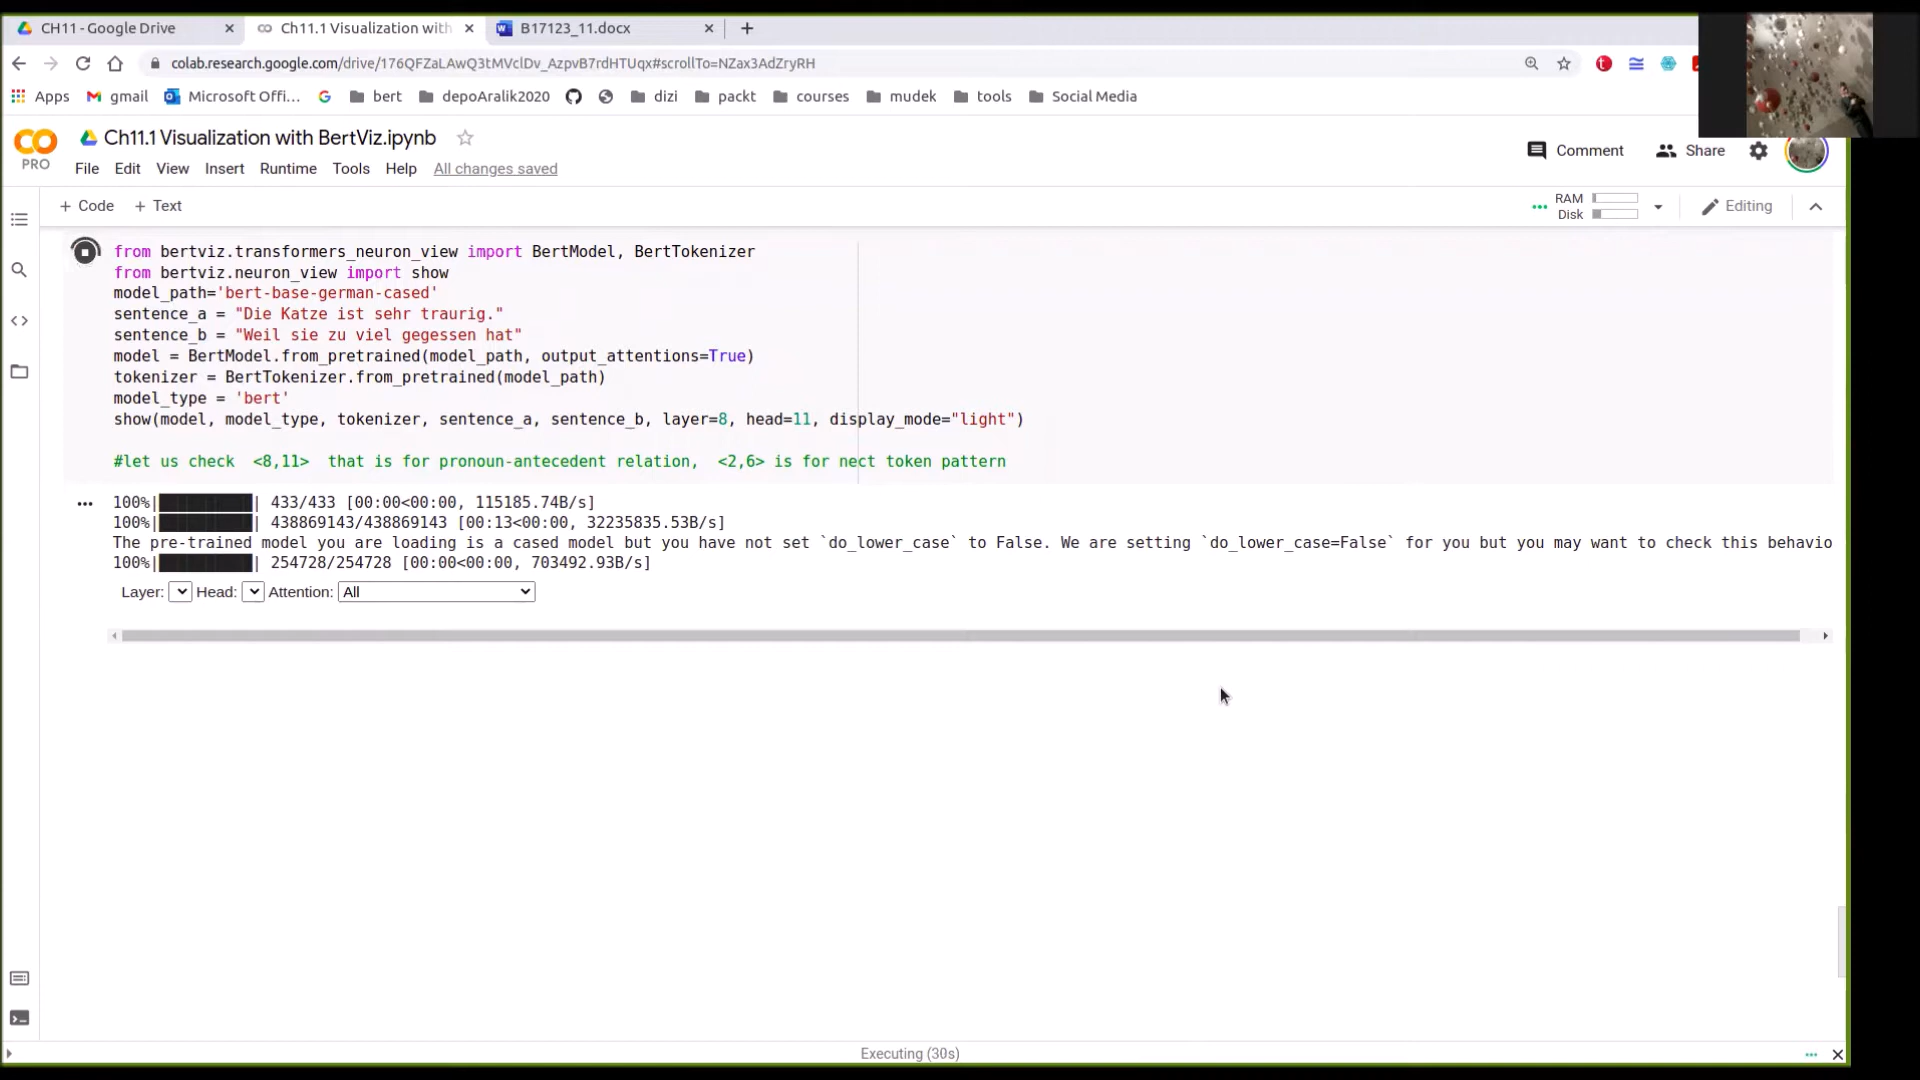 CH11 - Google Drive
Ch11.1 Visualization with
B17123_11.docx
colab.research.google.com/drive/176QFZaLAwQ3tMVclDv_AzpvB7rdHTUqx#scrollTo=NZax3AdZryRH
Apps
gmail
Microsoft Offi...
bert
depoAralik2020
dizi
packt
courses
mudek
tools
Social Media
CO
PRO
Ch11.1 Visualization with BertViz.ipynb
Comment
Share
File Edit View Insert Runtime Tools Help All changes saved
+ Code + Text
RAM
Disk
Editing
from bertviz.transformers_neuron_view import BertModel, BertTokenizer
from bertviz.neuron_view import show
model_path='bert-base-german-cased'
sentence_a = "Die Katze ist sehr traurig."
sentence_b = "Weil sie zu viel gegessen hat"
model = BertModel.from_pretrained(model_path, output_attentions=True)
tokenizer = BertTokenizer.from_pretrained(model_path)
model_type = 'bert'
show(model, model_type, tokenizer, sentence_a, sentence_b, layer=8, head=11, display_mode="light")
#let us check <8,11> that is for pronoun-antecedent relation, <2,6> is for nect token pattern
100%|██████████| 433/433 [00:00<00:00, 115185.74B/s]
100%|██████████| 438869143/438869143 [00:13<00:00, 32235835.53B/s]
The pre-trained model you are loading is a cased model but you have not set `do_lower_case` to False. We are setting `do_lower_case=False` for you but you may want to check this behavio
100%|██████████| 254728/254728 [00:00<00:00, 703492.93B/s]
Layer: Head: Attention: All
Executing (30s)